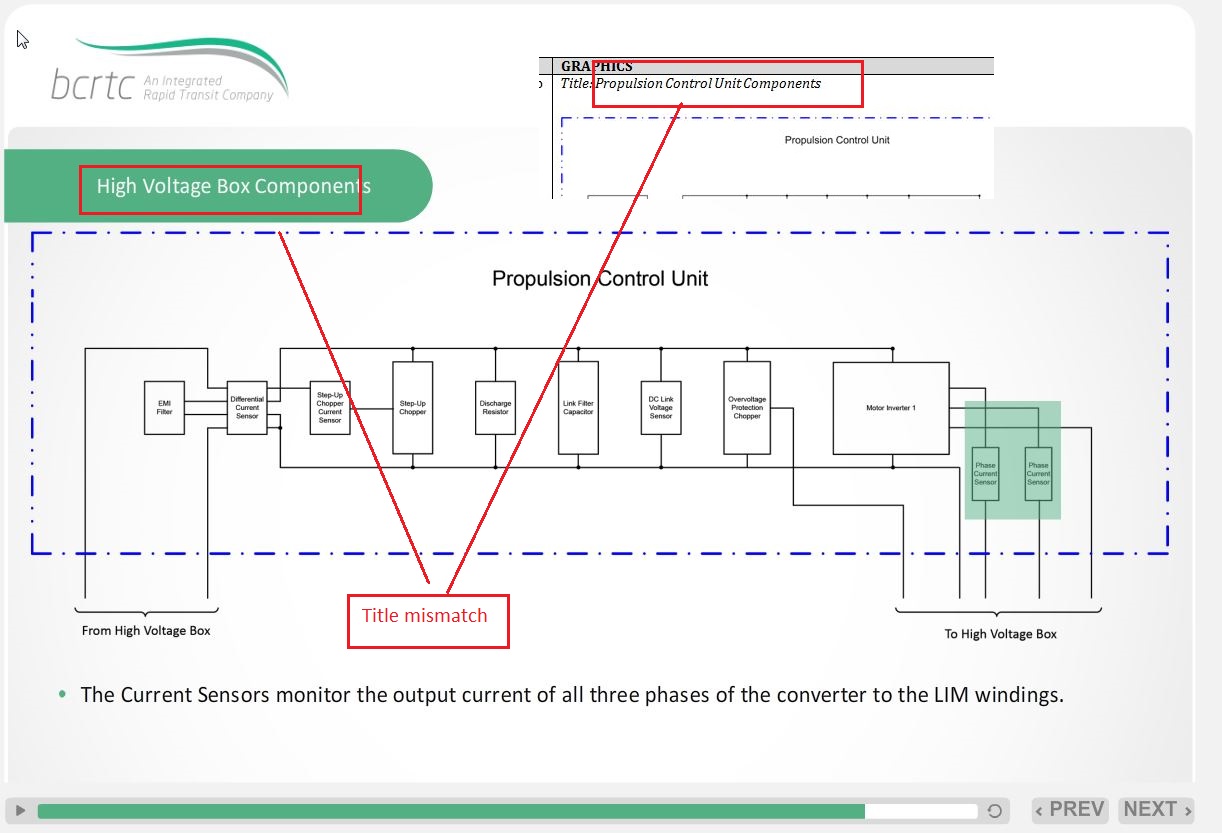 bcrtc An Integrated
Rapid Transit Company
GRAPHICS
Title: Propulsion Control Unit Components
Propulsion Control Unit
High Voltage Box Components
Propulsion Control Unit
EMI
Filter
Differential
Current
Sensor
Step-Up
Chopper
Current
Sensor
Step-Up
Chopper
Discharge
Resistor
Link Filter
Capacitor
DC Link
Voltage
Sensor
Overvoltage
Protection
Chopper
Motor Inverter 1
Phase
Current
Sensor
Phase
Current
Sensor
Title mismatch
From High Voltage Box
To High Voltage Box
• The Current Sensors monitor the output current of all three phases of the converter to the LIM windings.
‹ PREV
NEXT ›